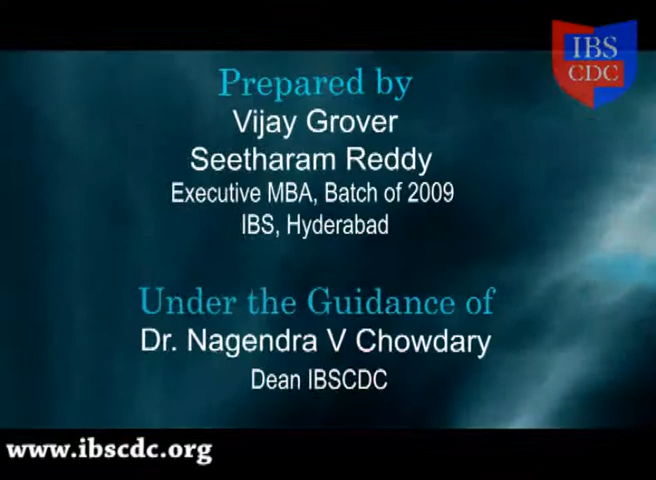 IBS
CDC
Prepared by
Vijay Grover
Seetharam Reddy
Executive MBA, Batch of 2009
IBS, Hyderabad
Under the Guidance of
Dr. Nagendra V Chowdary
Dean IBSCDC
www.ibscdc.org